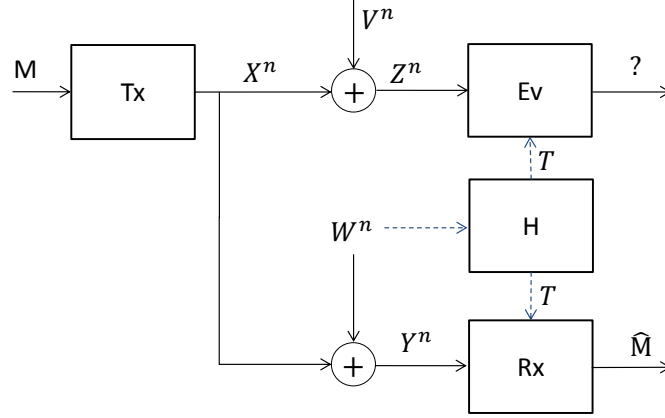 V^n
M Tx X^n + Z^n Ev ?
T
W^n H
T
+ Y^n Rx M̂